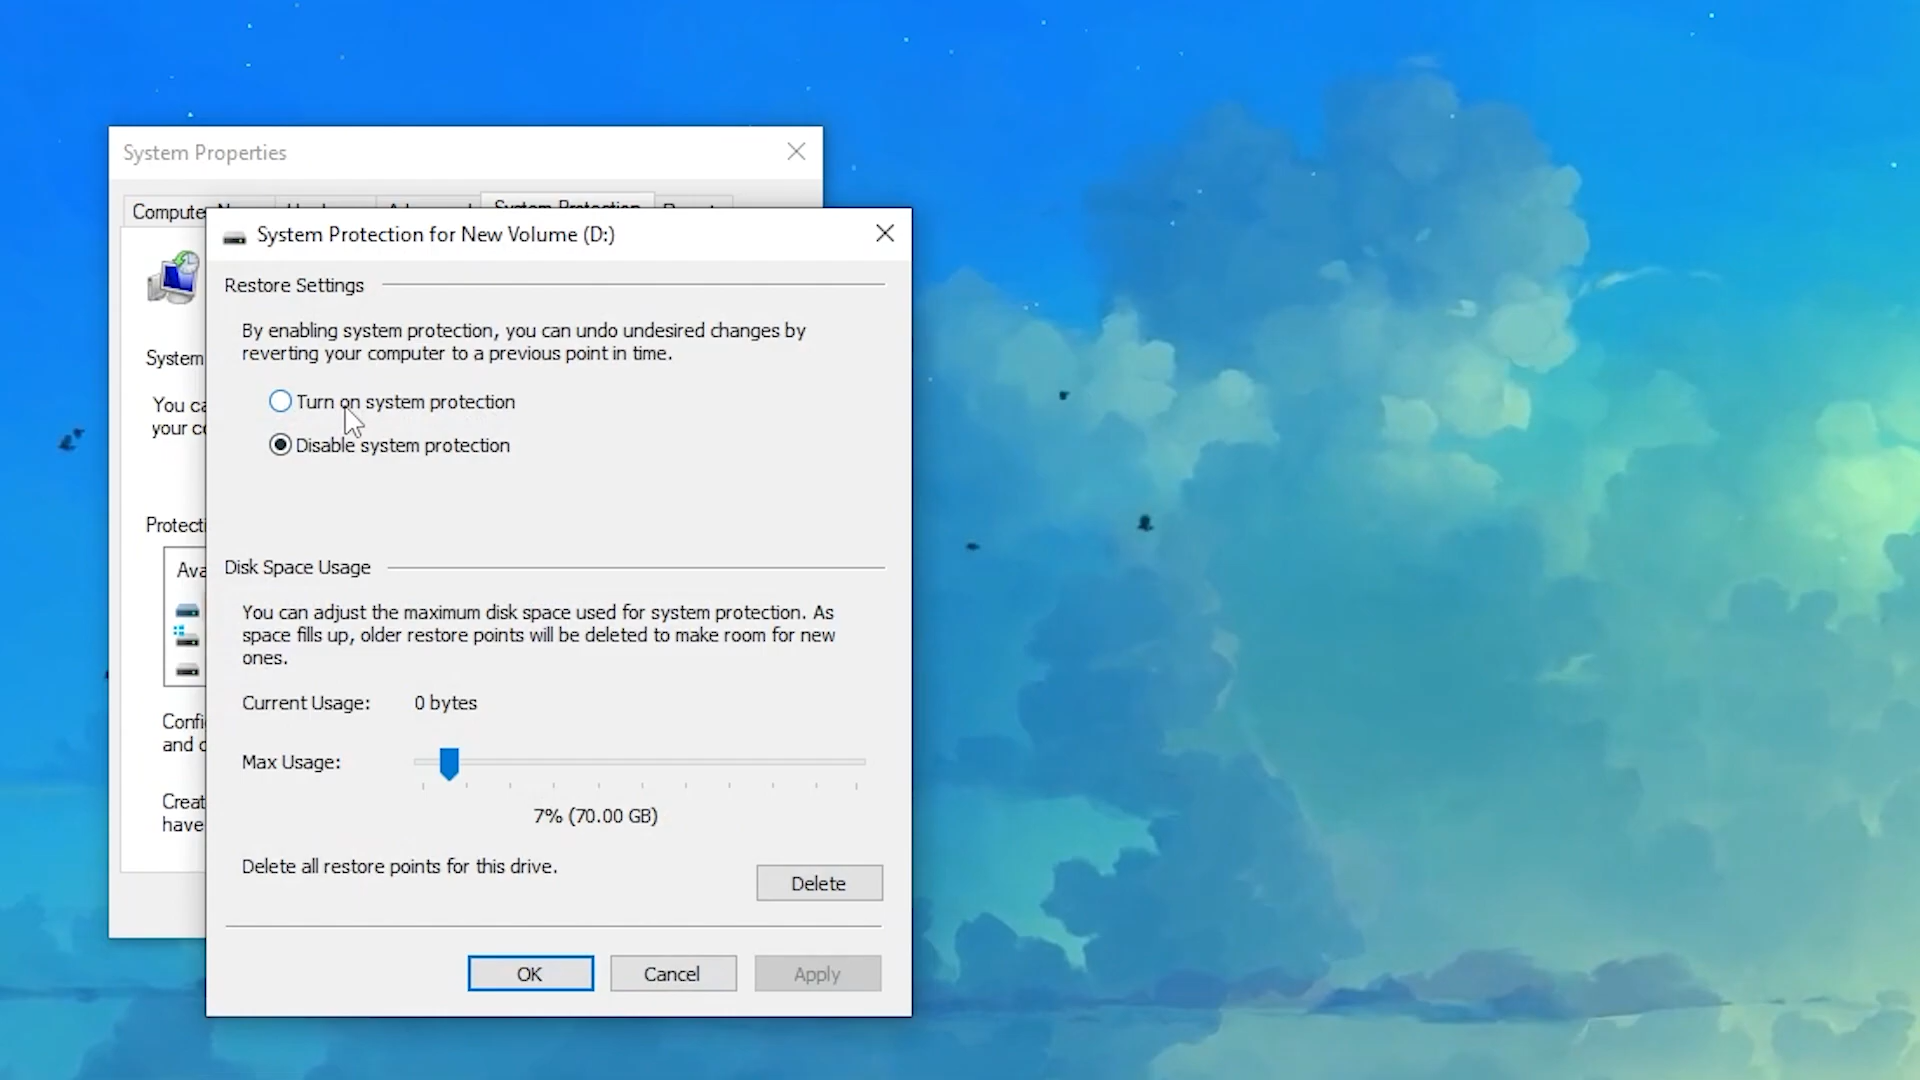 System Properties
System Protection
System Protection for New Volume (D:)
Restore Settings
By enabling system protection, you can undo undesired changes by
reverting your computer to a previous point in time.
System
You ca
your co
Turn on system protection
Disable system protection
Protecti
Ava
Disk Space Usage
You can adjust the maximum disk space used for system protection. As
space fills up, older restore points will be deleted to make room for new
ones.
Current Usage: 0 bytes
Confi
and d
Max Usage:
7% (70.00 GB)
Creat
have
Delete all restore points for this drive.
Delete
OK Cancel Apply